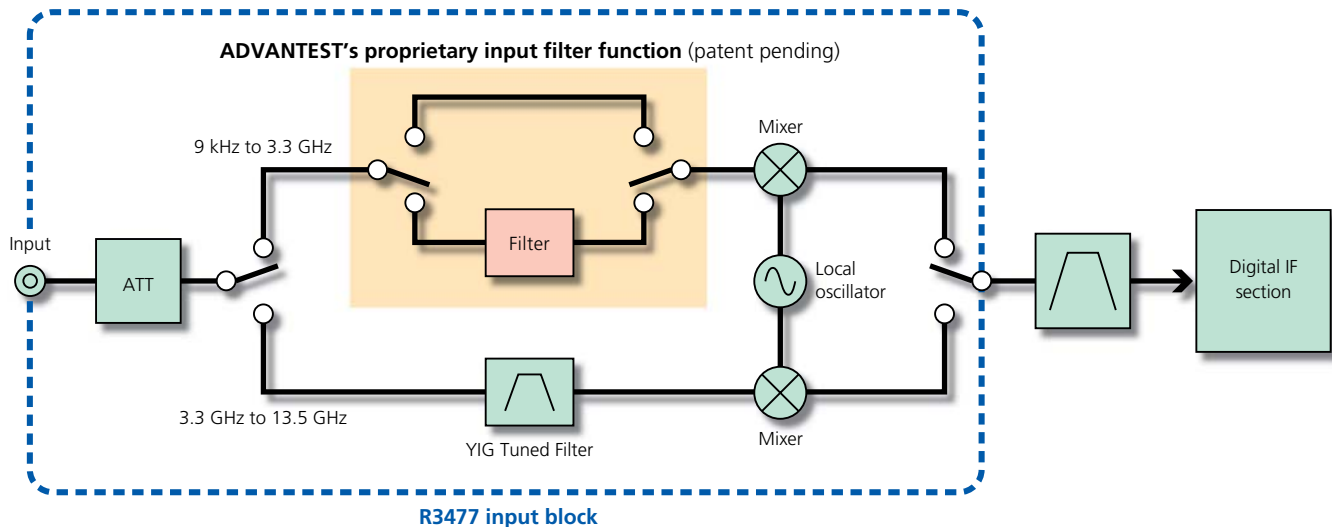 ADVANTEST's proprietary input filter function (patent pending)
9 kHz to 3.3 GHz
Mixer
Input
ATT
Filter
Local
oscillator
Digital IF
section
3.3 GHz to 13.5 GHz
YIG Tuned Filter
Mixer
R3477 input block